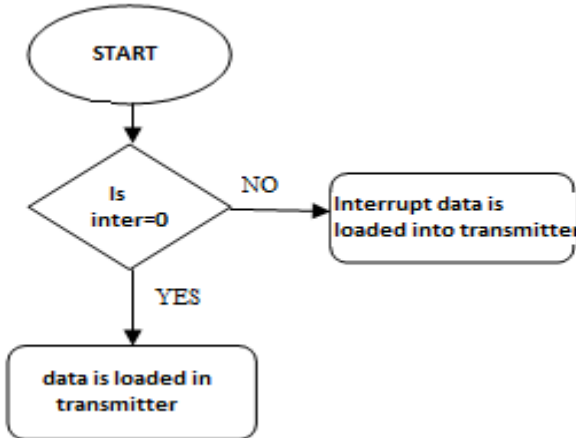 START
Is
inter=0
NO
Interrupt data is
loaded into transmitter
YES
data is loaded in
transmitter